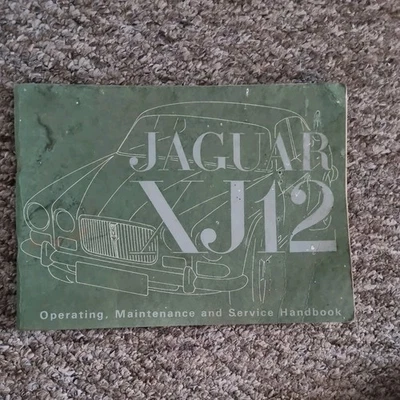 JAGUAR
XJ12
Operating, Maintenance and Service Handbook